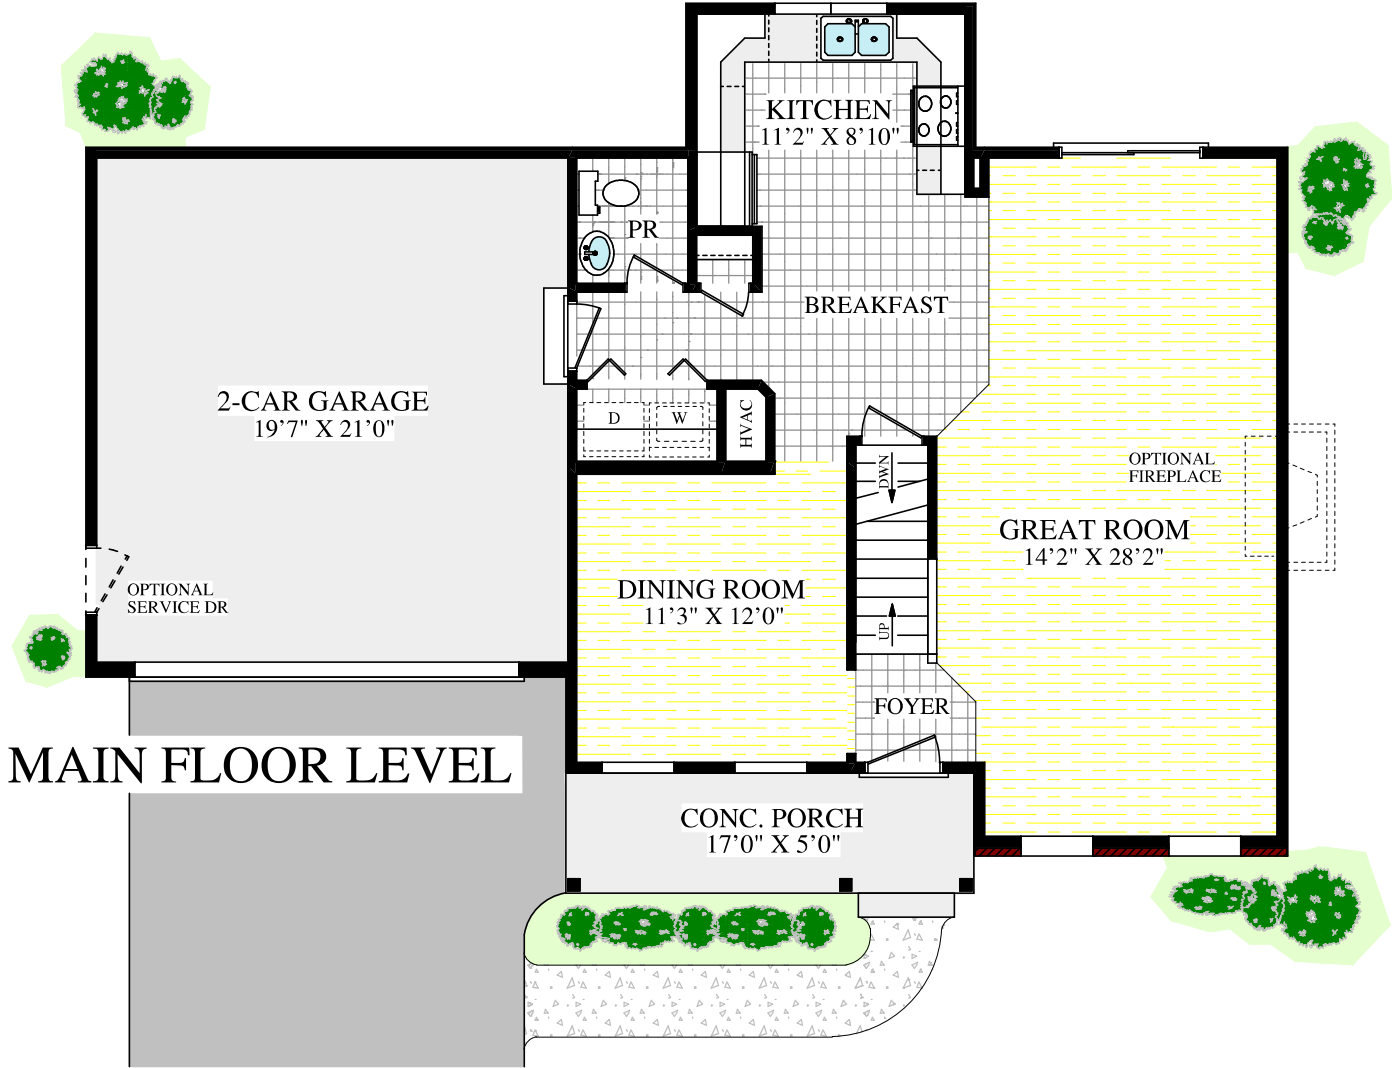 KITCHEN
11'2" X 8'10"
PR
BREAKFAST
2-CAR GARAGE
19'7" X 21'0"
D
W
HVAC
DWN
OPTIONAL
FIREPLACE
GREAT ROOM
14'2" X 28'2"
OPTIONAL
SERVICE DR
DINING ROOM
11'3" X 12'0"
UP
FOYER
MAIN FLOOR LEVEL
CONC. PORCH
17'0" X 5'0"